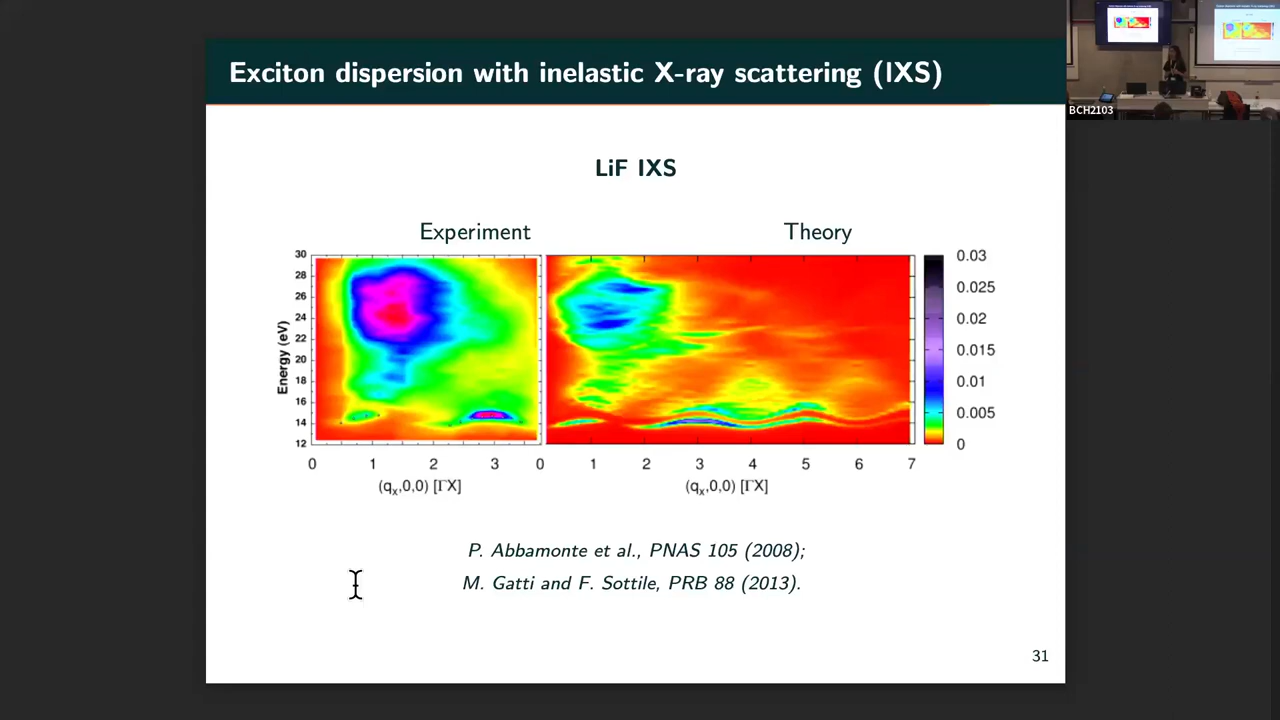 Exciton dispersion with inelastic X-ray scattering (IXS)
BCH2103
LiF IXS
Experiment
Theory
30
28
26
24
22
20
18
16
14
12
Energy (eV)
0 1 2 3
(qx,0,0) [ΓX]
0 1 2 3 4 5 6 7
(qx,0,0) [ΓX]
0.03
0.025
0.02
0.015
0.01
0.005
0
P. Abbamonte et al., PNAS 105 (2008);
M. Gatti and F. Sottile, PRB 88 (2013).
31